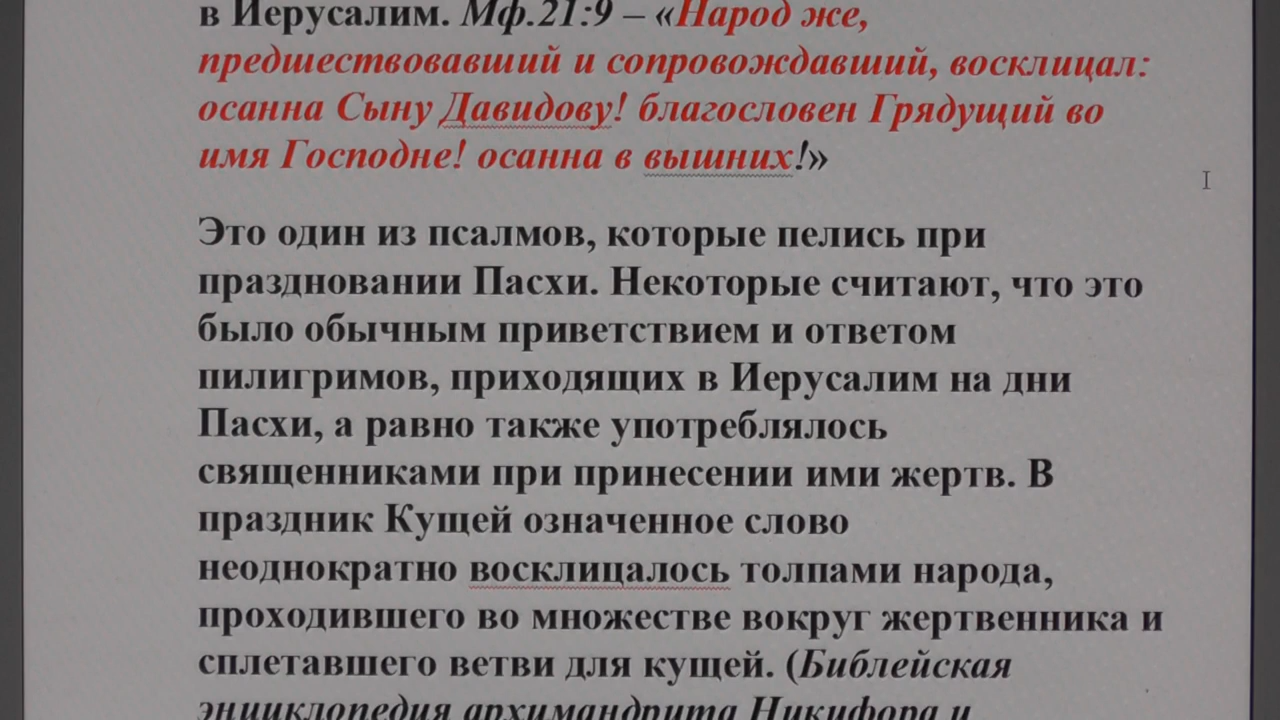 в Иерусалим. Мф.21:9 – «Народ же,
предшествовавший и сопровождавший, восклицал:
осанна Сыну Давидову! благословен Грядущий во
имя Господне! осанна в вышних!»
Это один из псалмов, которые пелись при
праздновании Пасхи. Некоторые считают, что это
было обычным приветствием и ответом
пилигримов, приходящих в Иерусалим на дни
Пасхи, а равно также употреблялось
священниками при принесении ими жертв. В
праздник Кущей означенное слово
неоднократно восклицалось толпами народа,
проходившего во множестве вокруг жертвенника и
сплетавшего ветви для кущей. (Библейская
энциклопедия архимандрита Никифора и